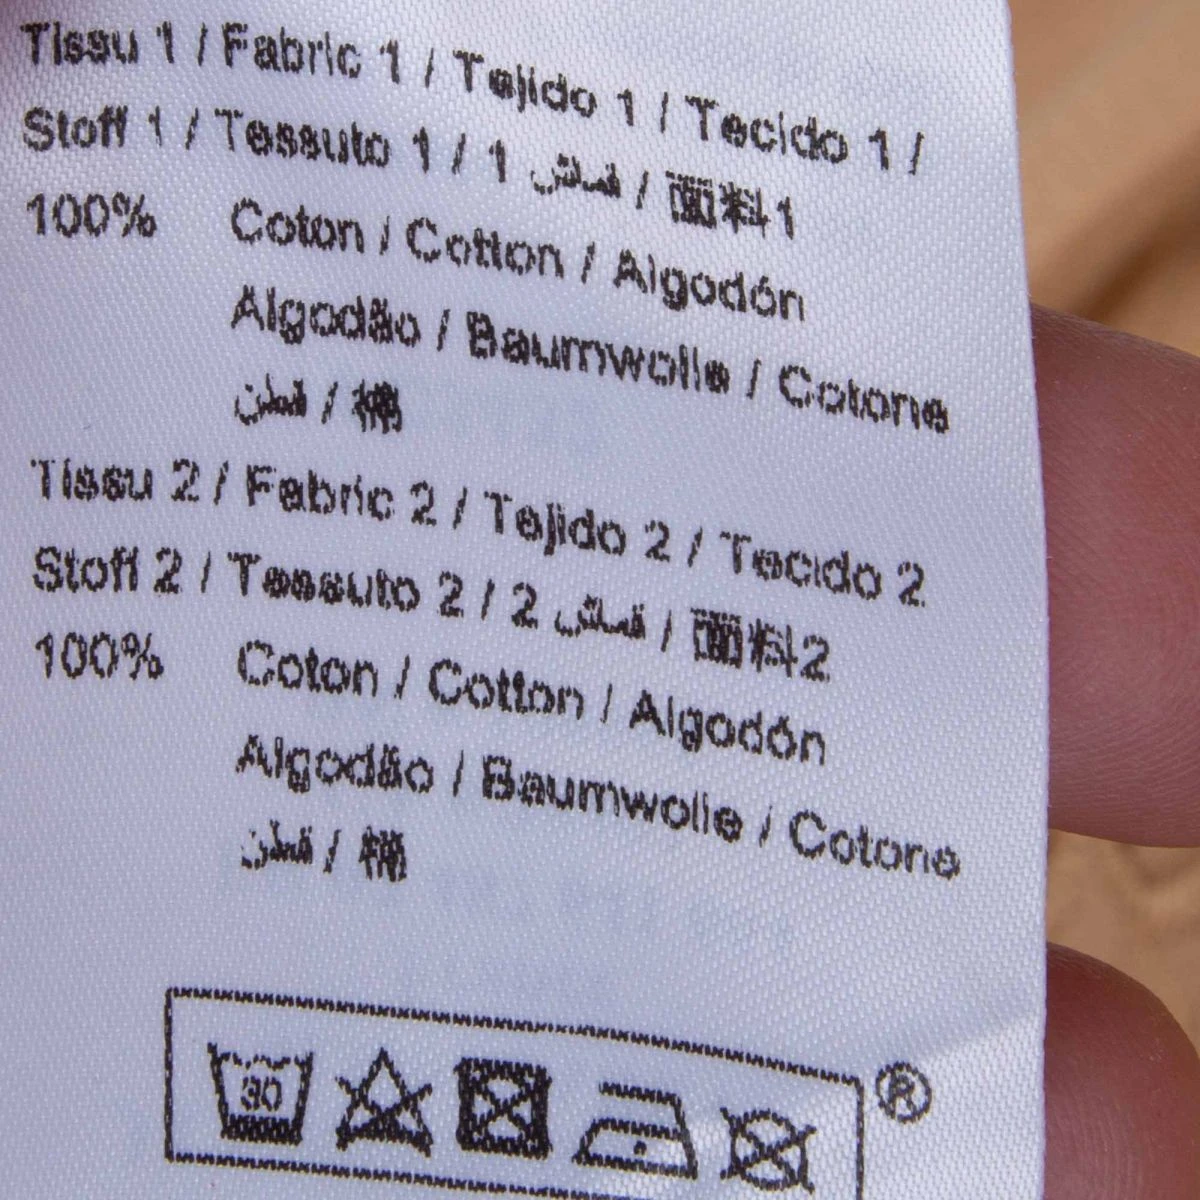 Tissu 1 / Fabric 1 / Tejido 1 / Tecido 1 /
Stoff 1 / Tessuto 1 / 1 قماش / 面料1
100% Coton / Cotton / Algodón
Algodão / Baumwolle / Cotone
قطن / 棉
Tissu 2 / Fabric 2 / Tejido 2 / Tecido 2
Stoff 2 / Tessuto 2 / 2 قماش / 面料2
100% Coton / Cotton / Algodón
Algodão / Baumwolle / Cotone
قطن / 棉
30
®